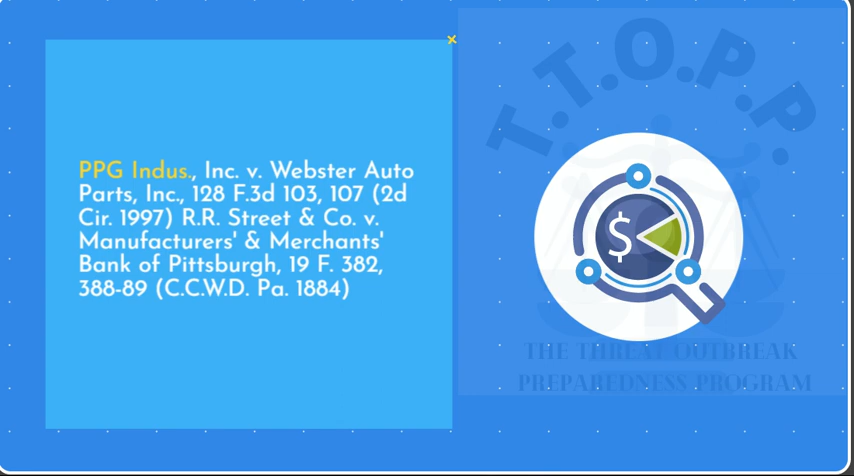 PPG Indus., Inc. v. Webster Auto
Parts, Inc., 128 F.3d 103, 107 (2d
Cir. 1997) R.R. Street & Co. v.
Manufacturers' & Merchants'
Bank of Pittsburgh, 19 F. 382,
388-89 (C.C.W.D. Pa. 1884)
T.T.O.P.P.
$
THE THREAT OUTBREAK
PREPAREDNESS PROGRAM